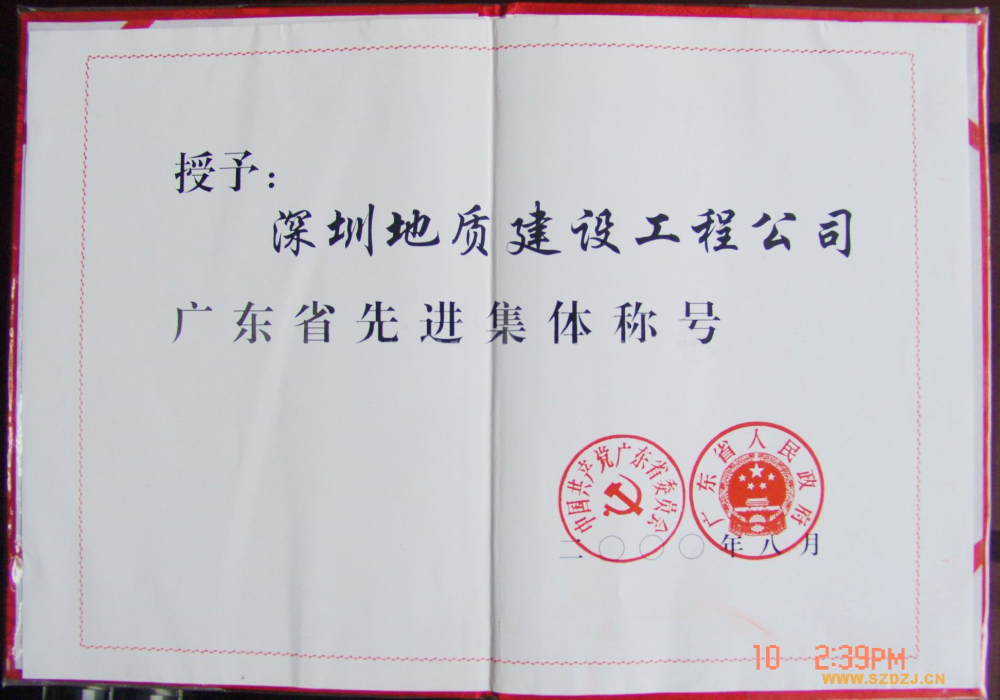 授予：
深圳地质建设工程公司
广东省先进集体称号
中国共产党广东省委员会
广东省人民政府
二〇〇〇年八月
10 2:39PM
WWW.SZDZJ.CN